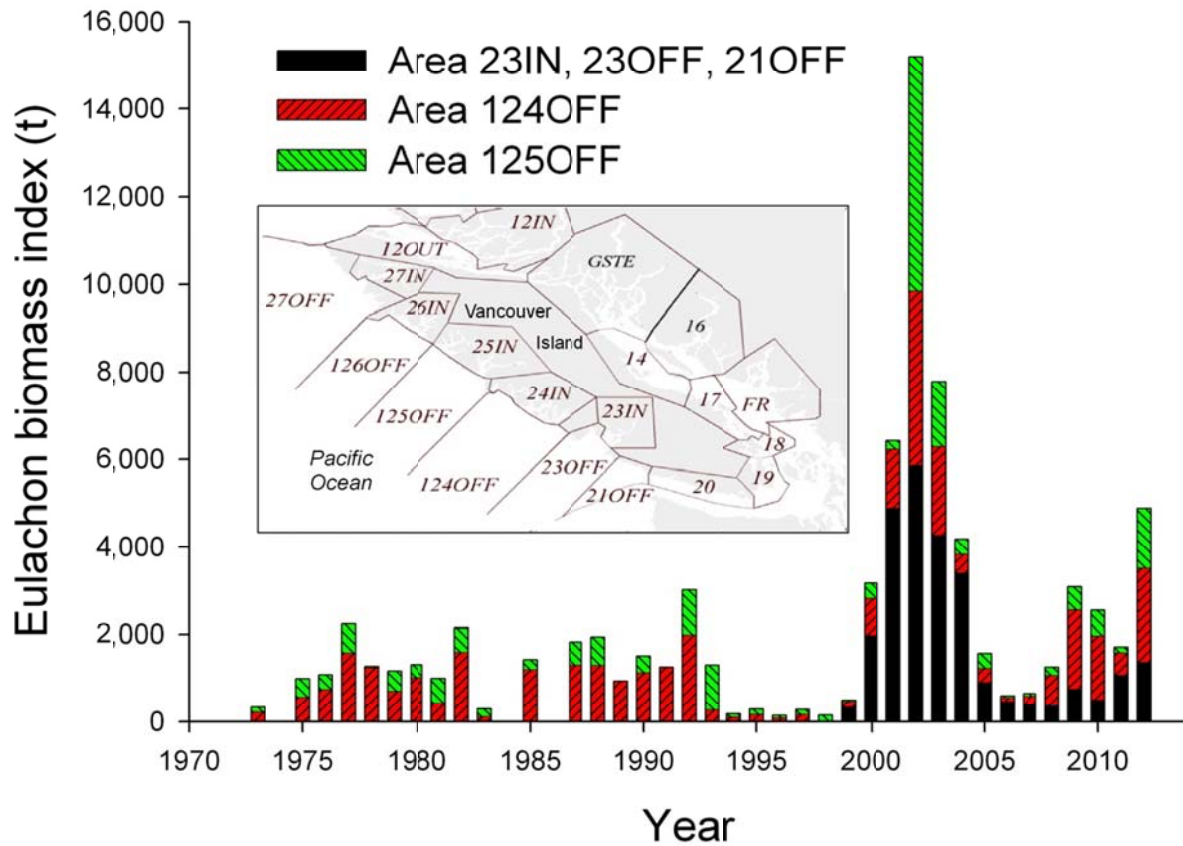 Eulachon biomass index (t)
16,000
14,000
12,000
10,000
8,000
6,000
4,000
2,000
0
Area 23IN, 23OFF, 21OFF
Area 124OFF
Area 125OFF
12IN
12OUT
GSTE
27IN
27OFF
26IN
Vancouver
Island
16
25IN
14
126OFF
24IN
17
FR
125OFF
23IN
18
Pacific
Ocean
23OFF
19
124OFF
20
21OFF
1970 1975 1980 1985 1990 1995 2000 2005 2010
Year